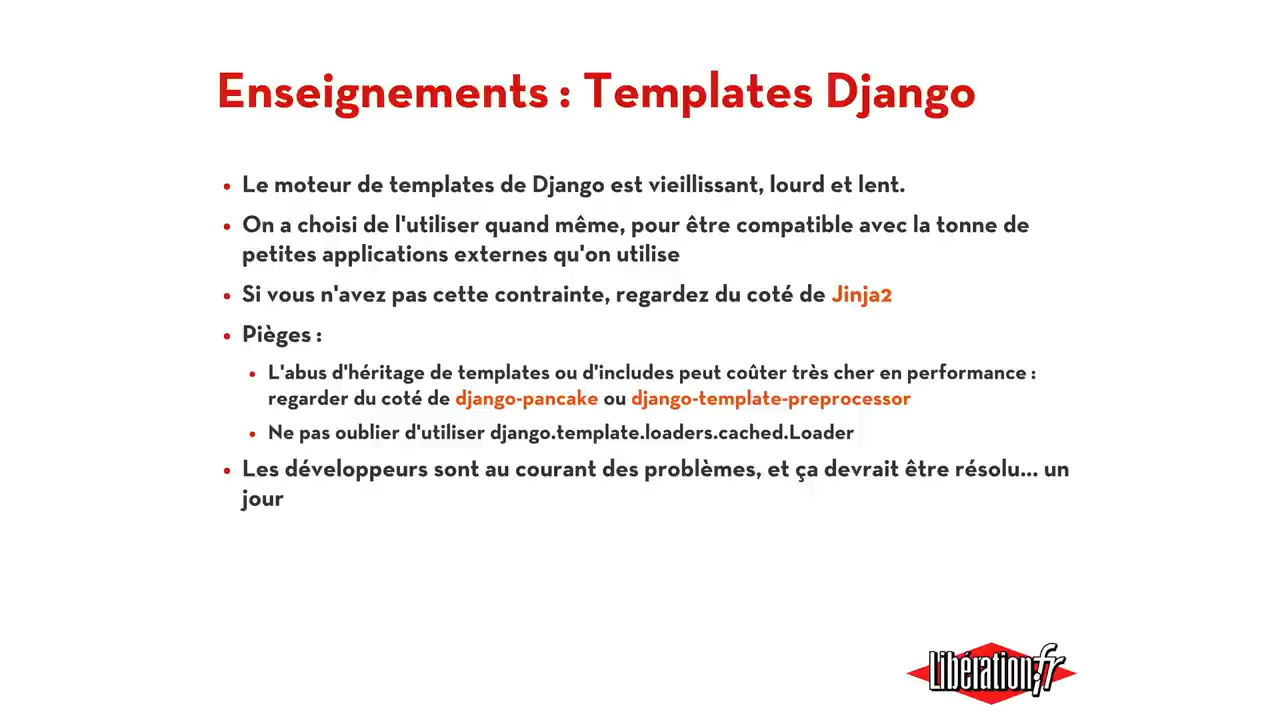 Enseignements : Templates Django
• Le moteur de templates de Django est vieillissant, lourd et lent.
• On a choisi de l'utiliser quand même, pour être compatible avec la tonne de
petites applications externes qu'on utilise
• Si vous n'avez pas cette contrainte, regardez du coté de Jinja2
• Pièges :
• L'abus d'héritage de templates ou d'includes peut coûter très cher en performance :
regarder du coté de django-pancake ou django-template-preprocessor
• Ne pas oublier d'utiliser django.template.loaders.cached.Loader
• Les développeurs sont au courant des problèmes, et ça devrait être résolu... un
jour
Libération.fr